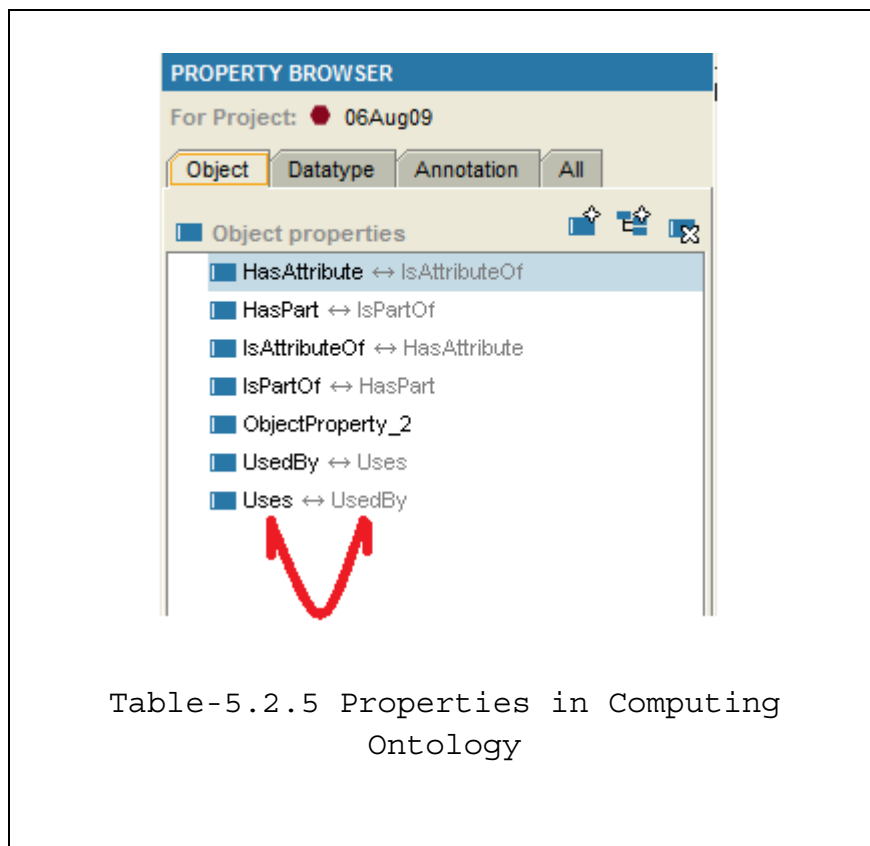 PROPERTY BROWSER
For Project: 06Aug09
Object Datatype Annotation All
Object properties
HasAttribute ↔ IsAttributeOf
HasPart ↔ IsPartOf
IsAttributeOf ↔ HasAttribute
IsPartOf ↔ HasPart
ObjectProperty_2
UsedBy ↔ Uses
Uses ↔ UsedBy
Table-5.2.5 Properties in Computing
Ontology